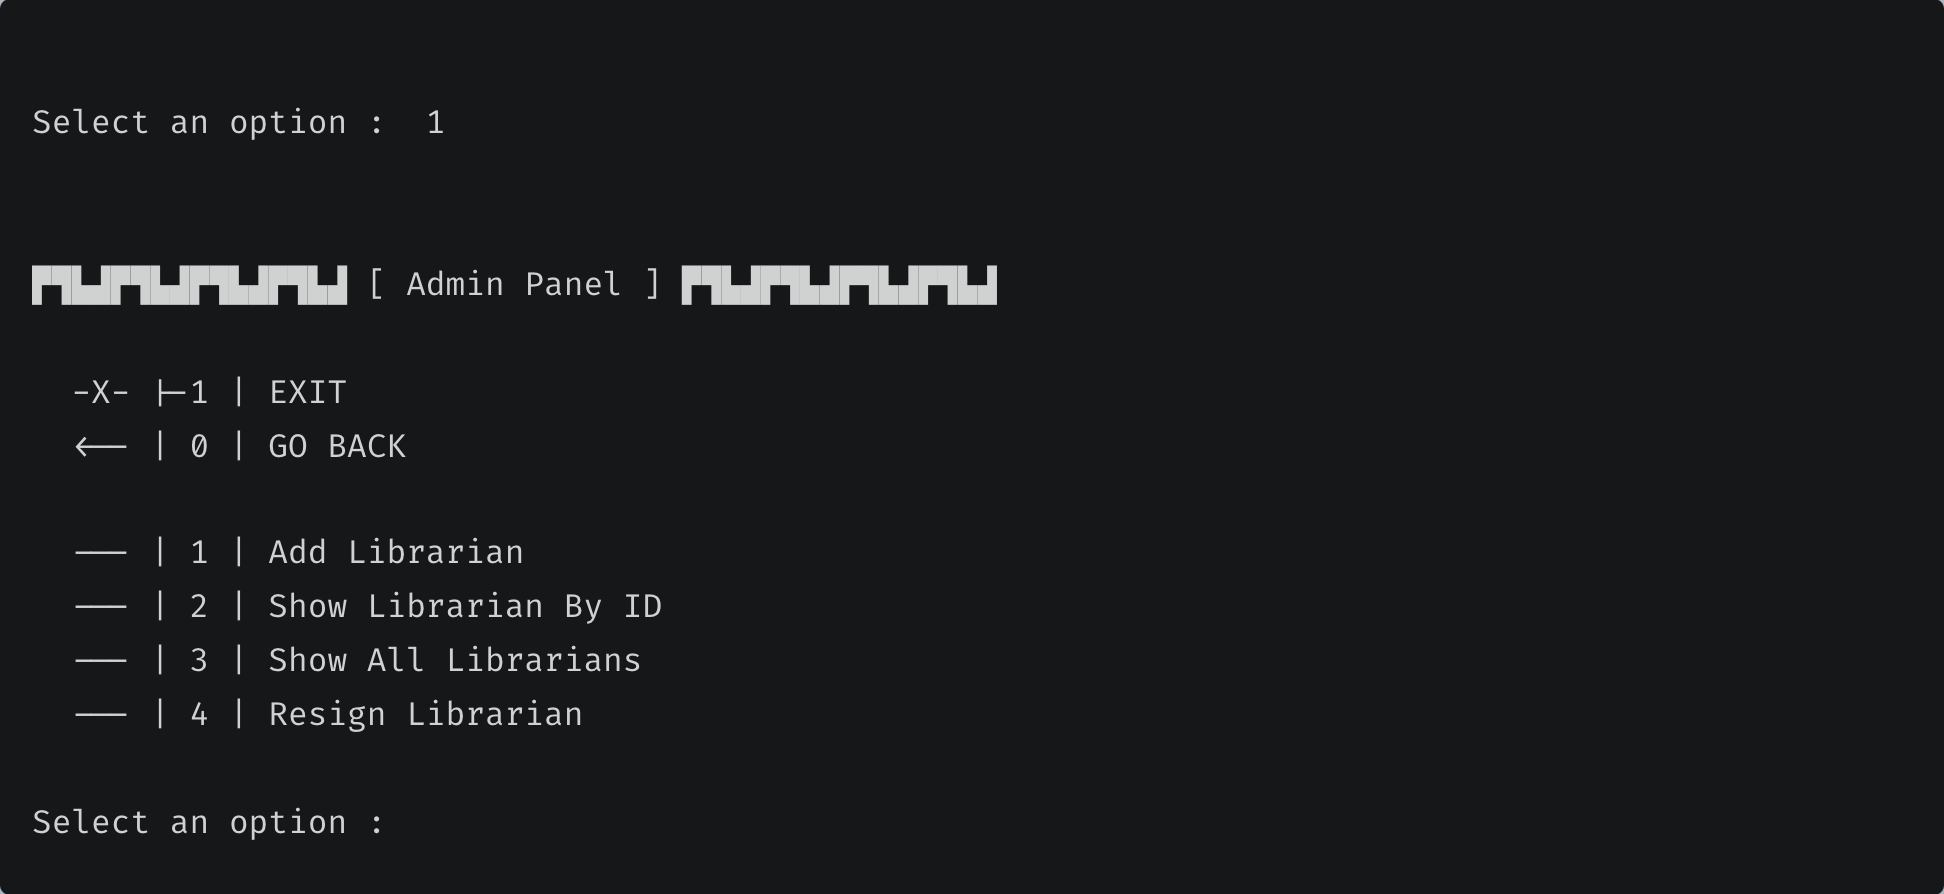 Select an option :  1
[ Admin Panel ]
-X- |-1 | EXIT
<-- | 0 | GO BACK
--- | 1 | Add Librarian
--- | 2 | Show Librarian By ID
--- | 3 | Show All Librarians
--- | 4 | Resign Librarian
Select an option :